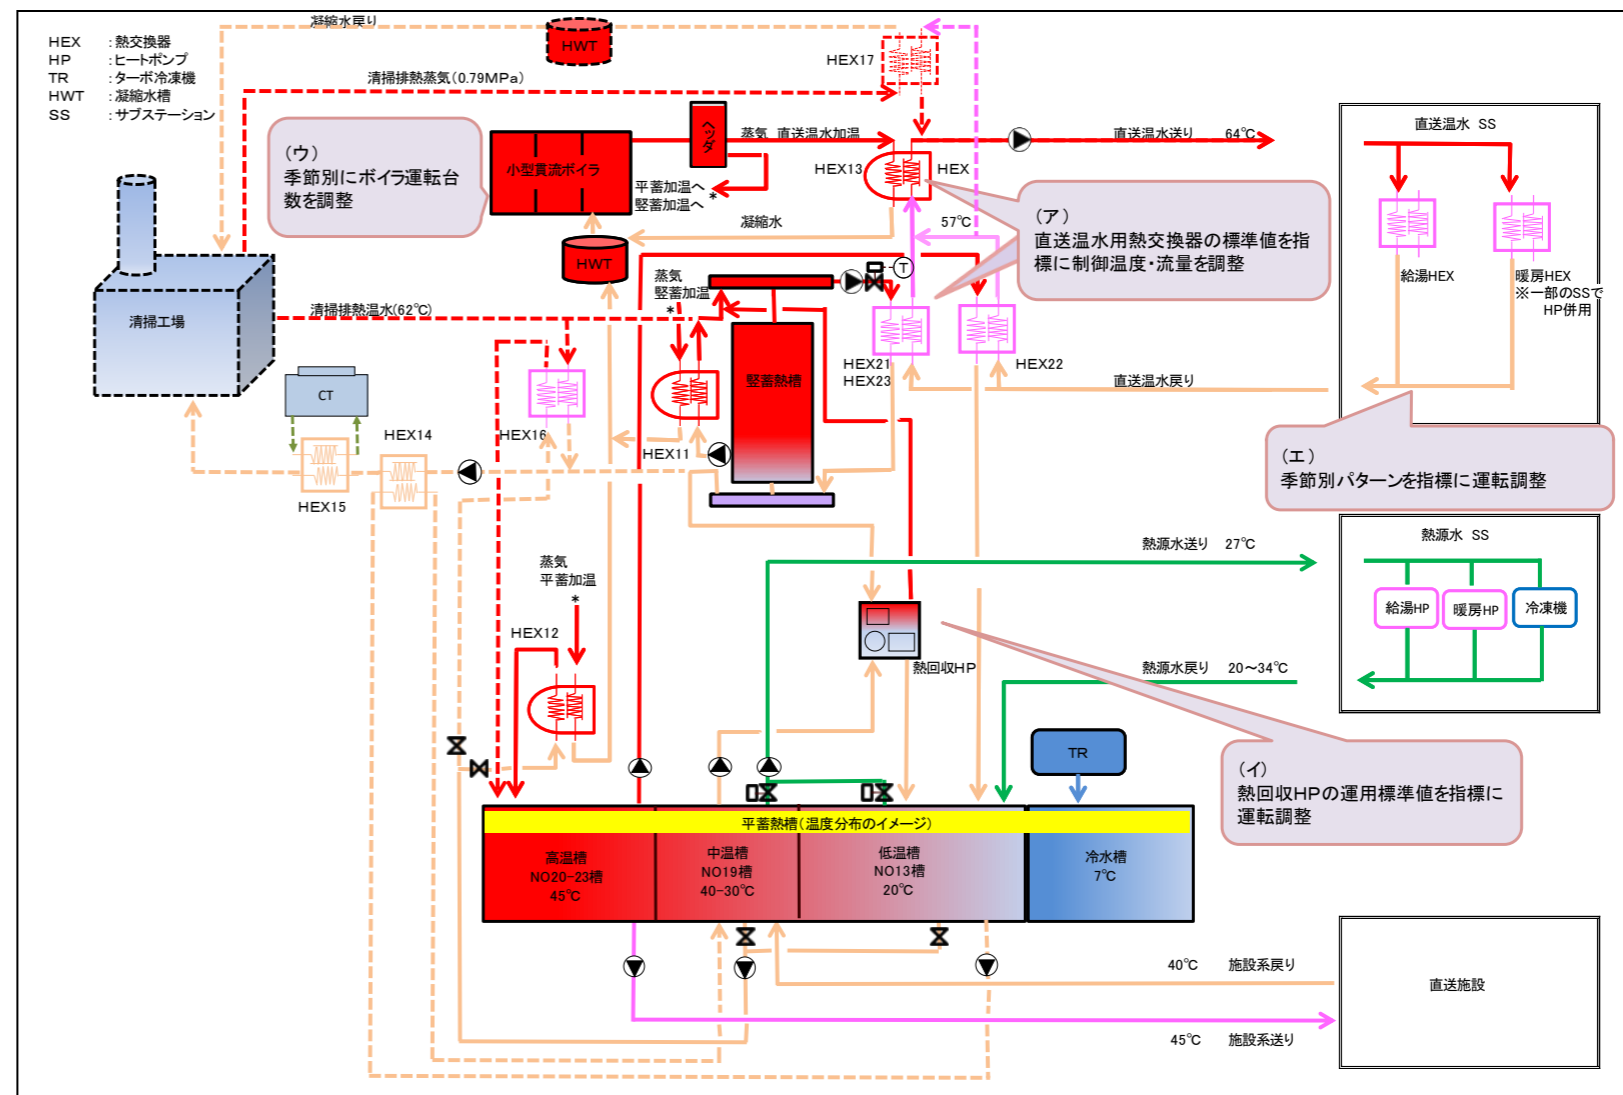 凝縮水戻り
HEX ：熱交換器
HP ：ヒートポンプ
TR ：ターボ冷凍機
HWT ：凝縮水槽
SS ：サブステーション
HWT
HEX17
清掃排熱蒸気(0.79MPa)
ヘッダ
蒸気 直送温水加温
直送温水送り 64℃
直送温水 SS
（ウ）
季節別にボイラ運転台
数を調整
小型貫流ボイラ
HEX13
HEX
平蓄加温へ
竪蓄加温へ *
凝縮水
57℃
（ア）
直送温水用熱交換器の標準値を指
標に制御温度・流量を調整
HWT
T
給湯HEX
暖房HEX
※一部のSSで
HP併用
蒸気
竪蓄加温
*
清掃排熱温水(62℃)
清掃工場
CT
HEX16
HEX11
竪蓄熱槽
HEX21
HEX23
HEX22
直送温水戻り
HEX14
HEX15
（エ）
季節別パターンを指標に運転調整
熱源水送り 27℃
熱源水 SS
給湯HP
暖房HP
冷凍機
蒸気
平蓄加温
*
HEX12
熱回収HP
熱源水戻り 20～34℃
TR
（イ）
熱回収HPの運用標準値を指標に
運転調整
平蓄熱槽(温度分布のイメージ)
高温槽
NO20-23槽
45℃
中温槽
NO19槽
40-30℃
低温槽
NO13槽
20℃
冷水槽
7℃
40℃ 施設系戻り
直送施設
45℃ 施設系送り